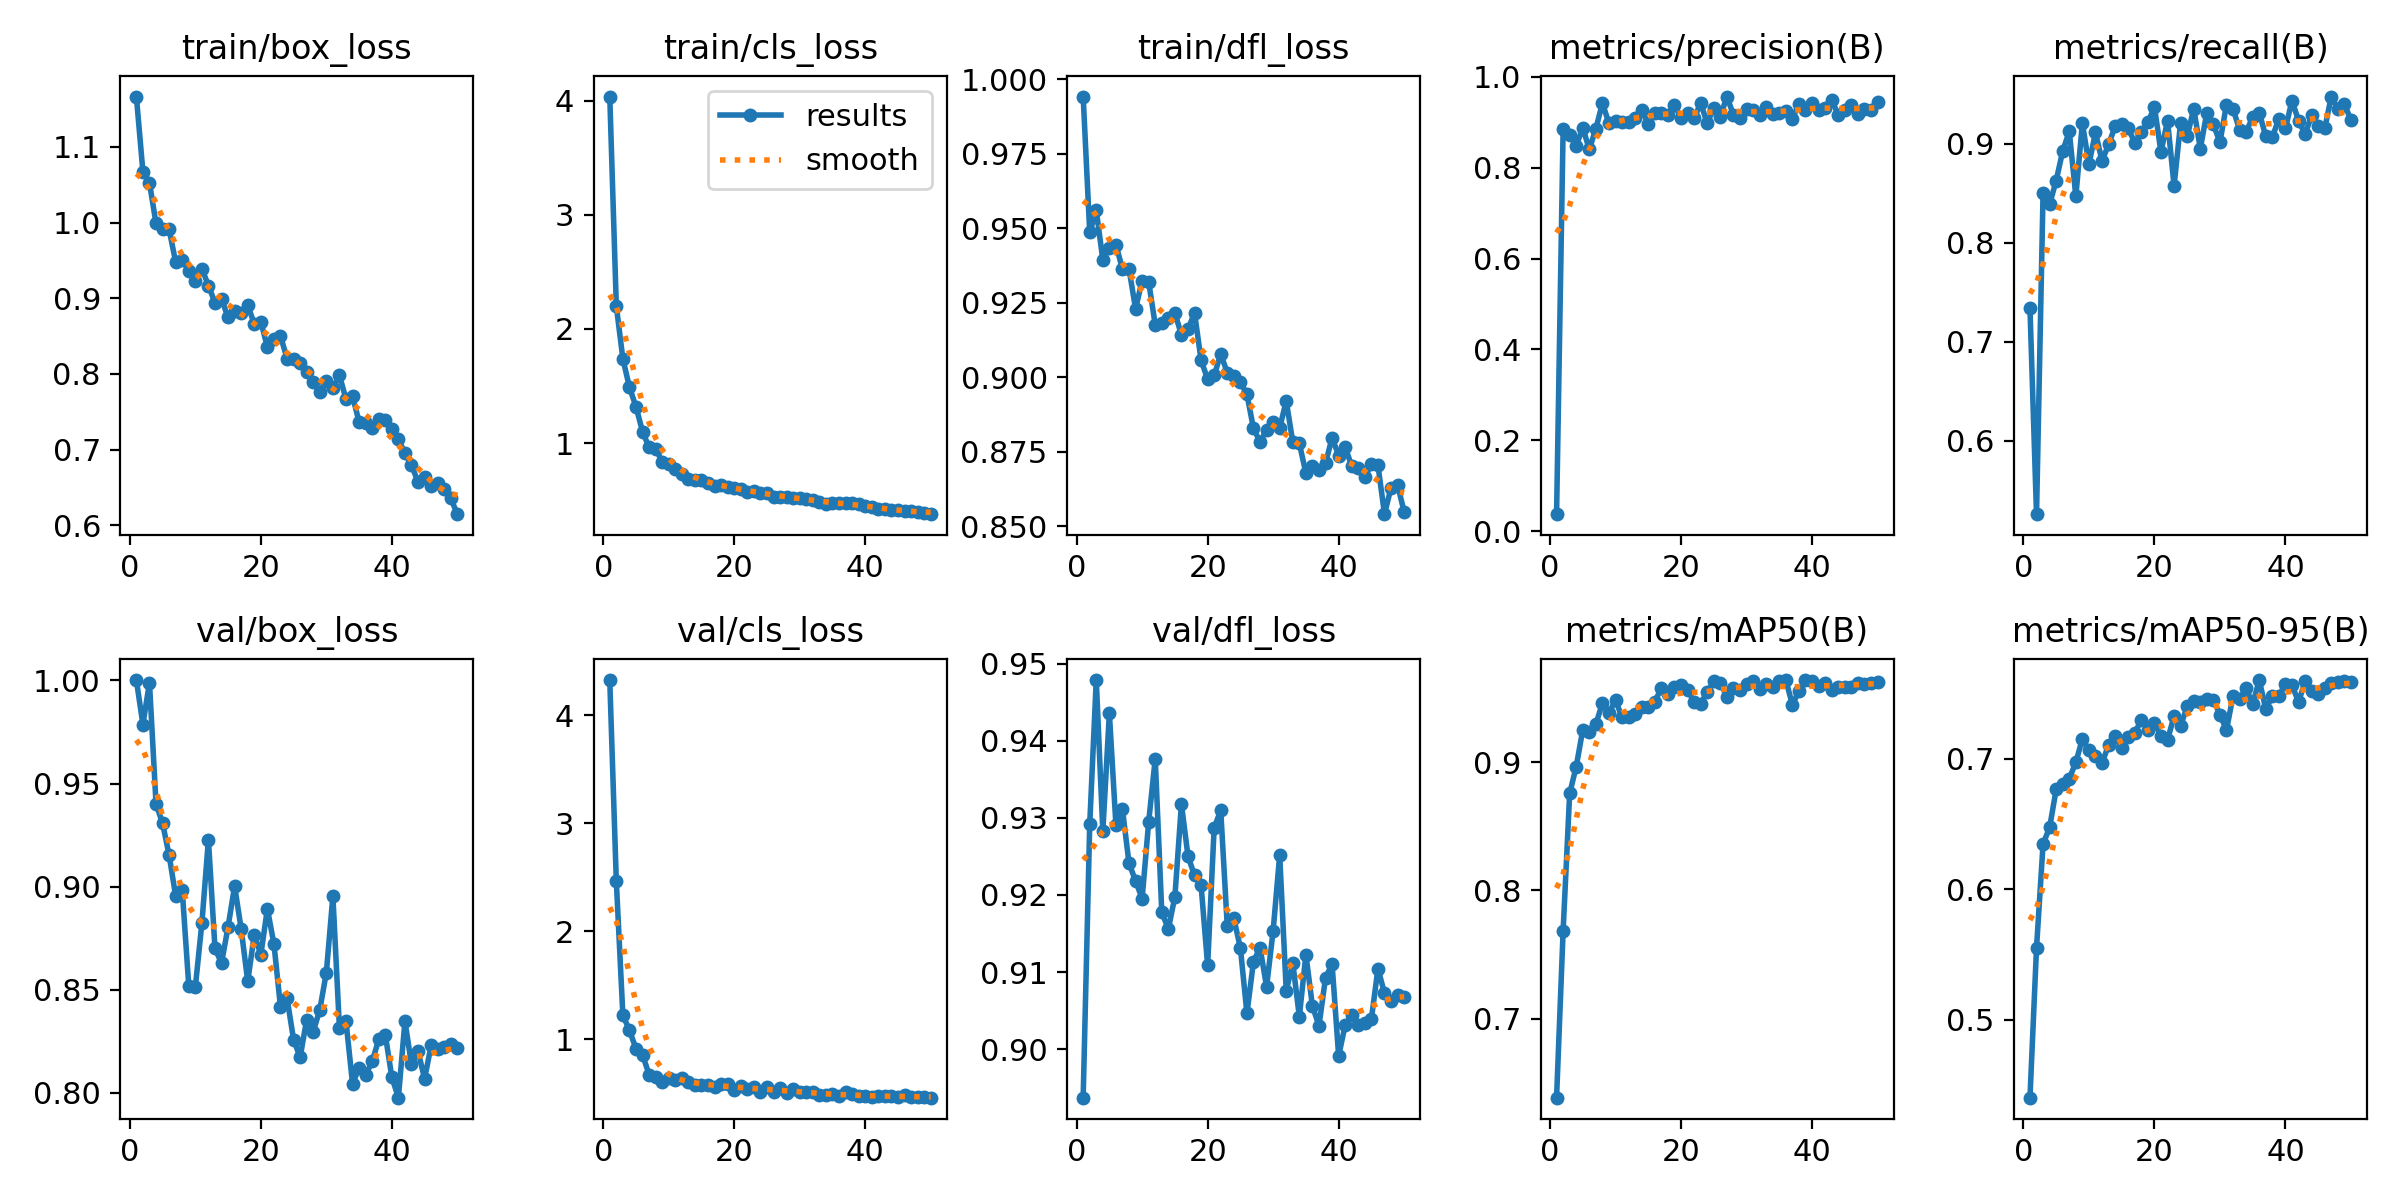 train/box_loss
1.1
1.0
0.9
0.8
0.7
0.6
0 20 40
train/cls_loss
results
smooth
4
3
2
1
0 20 40
train/dfl_loss
1.000
0.975
0.950
0.925
0.900
0.875
0.850
0 20 40
metrics/precision(B)
1.0
0.8
0.6
0.4
0.2
0.0
0 20 40
metrics/recall(B)
0.9
0.8
0.7
0.6
0 20 40
val/box_loss
1.00
0.95
0.90
0.85
0.80
0 20 40
val/cls_loss
4
3
2
1
0 20 40
val/dfl_loss
0.95
0.94
0.93
0.92
0.91
0.90
0 20 40
metrics/mAP50(B)
0.9
0.8
0.7
0 20 40
metrics/mAP50-95(B)
0.7
0.6
0.5
0 20 40